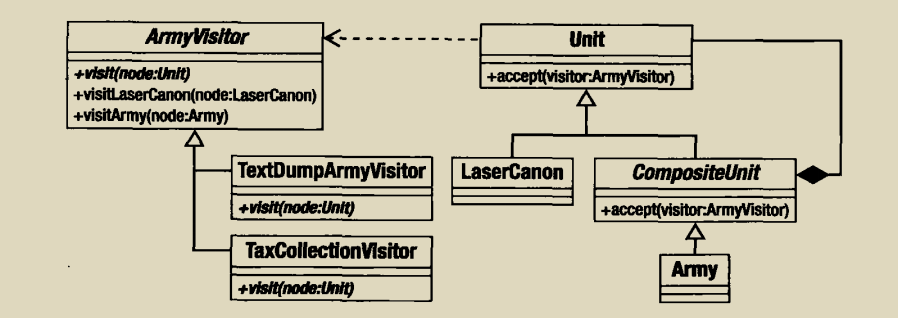 ArmyVisitor
+visit(node:Unit)
+visitLaserCanon(node:LaserCanon)
+visitArmy(node:Army)
Unit
+accept(visitor:ArmyVisitor)
TextDumpArmyVisitor
+visit(node:Unit)
TaxCollectionVisitor
+visit(node:Unit)
LaserCanon
CompositeUnit
+accept(visitor:ArmyVisitor)
Army